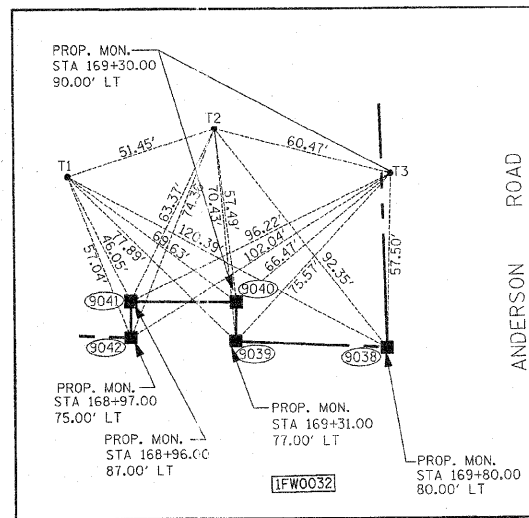 PROP. MON.
STA 169+30.00
90.00' LT
T2
T1
T3
51.45'
60.47'
63.37'
74.35'
70.43'
57.49'
77.89'
46.05'
57.04'
69.63'
120.39'
96.22'
102.04'
66.47'
75.57'
92.35'
57.50'
ANDERSON ROAD
9041
9040
9042
9039
9038
PROP. MON.
STA 168+97.00
75.00' LT
PROP. MON.
STA 168+96.00
87.00' LT
PROP. MON.
STA 169+31.00
77.00' LT
PROP. MON.
STA 169+80.00
80.00' LT
1FW0032